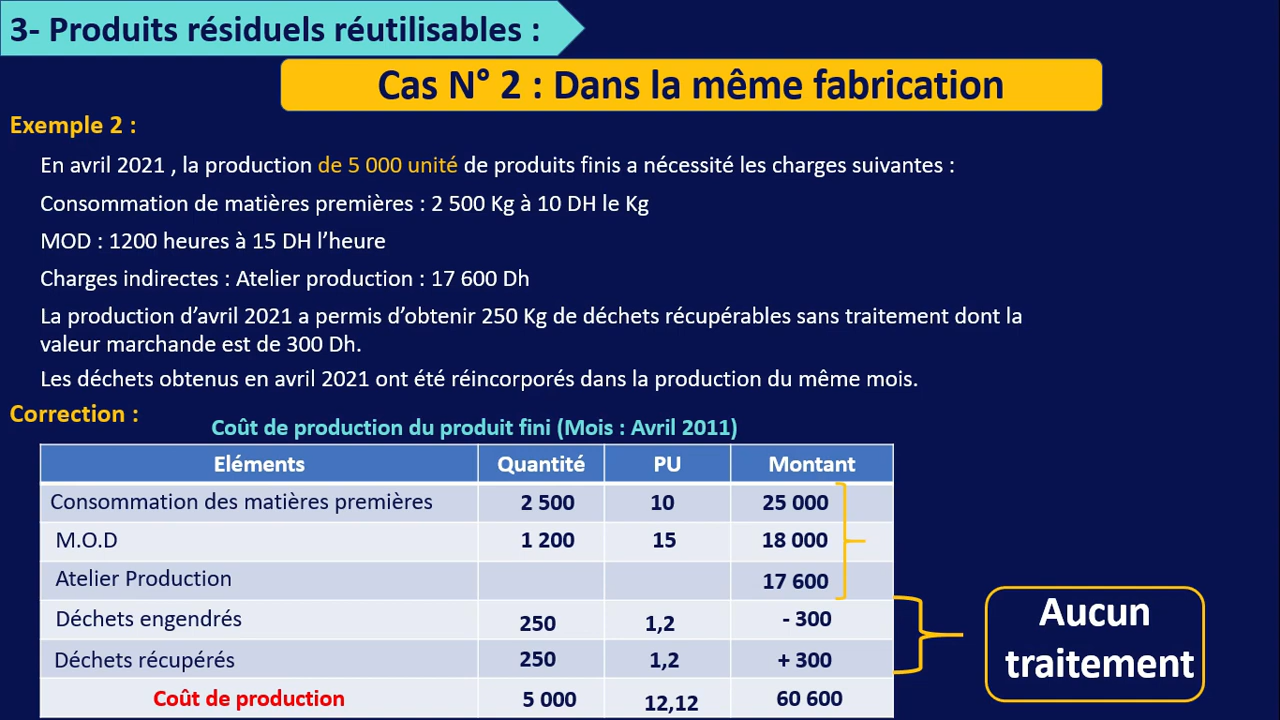 3- Produits résiduels réutilisables :
Cas N° 2 : Dans la même fabrication
Exemple 2 :
En avril 2021 , la production de 5 000 unité de produits finis a nécessité les charges suivantes :
Consommation de matières premières : 2 500 Kg à 10 DH le Kg
MOD : 1200 heures à 15 DH l’heure
Charges indirectes : Atelier production : 17 600 Dh
La production d’avril 2021 a permis d’obtenir 250 Kg de déchets récupérables sans traitement dont la
valeur marchande est de 300 Dh.
Les déchets obtenus en avril 2021 ont été réincorporés dans la production du même mois.
Correction :
Coût de production du produit fini (Mois : Avril 2011)
Eléments Quantité PU Montant
Consommation des matières premières 2 500 10 25 000
M.O.D 1 200 15 18 000
Atelier Production 17 600
Déchets engendrés 250 1,2 - 300
Déchets récupérés 250 1,2 + 300
Coût de production 5 000 12,12 60 600
Aucun
traitement